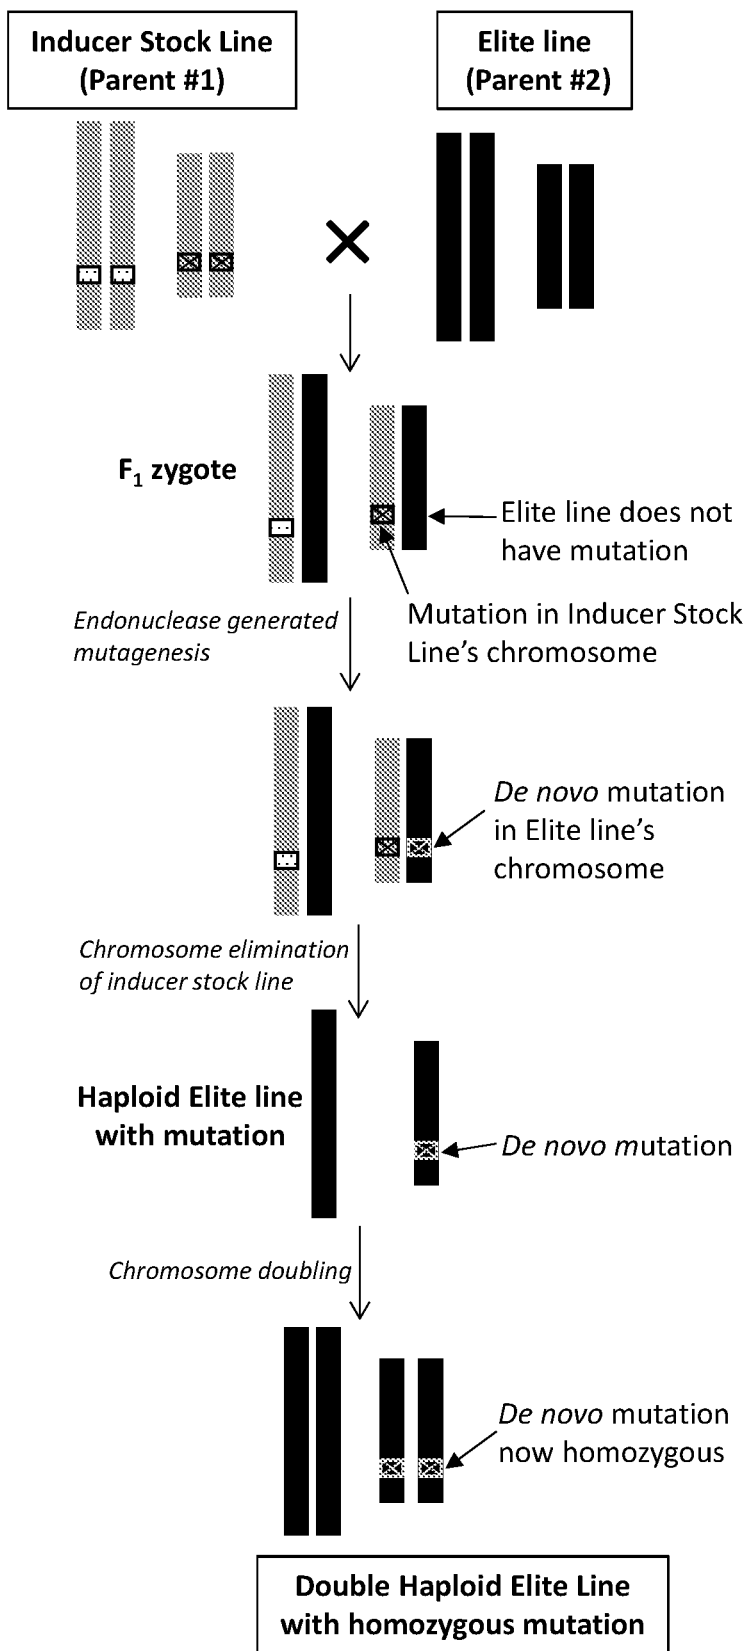 Inducer Stock Line
(Parent #1)
Elite line
(Parent #2)
F₁ zygote
Elite line does not
have mutation
Mutation in Inducer Stock
Line's chromosome
Endonuclease generated
mutagenesis
De novo mutation
in Elite line's
chromosome
Chromosome elimination
of inducer stock line
Haploid Elite line
with mutation
De novo mutation
Chromosome doubling
De novo mutation
now homozygous
Double Haploid Elite Line
with homozygous mutation